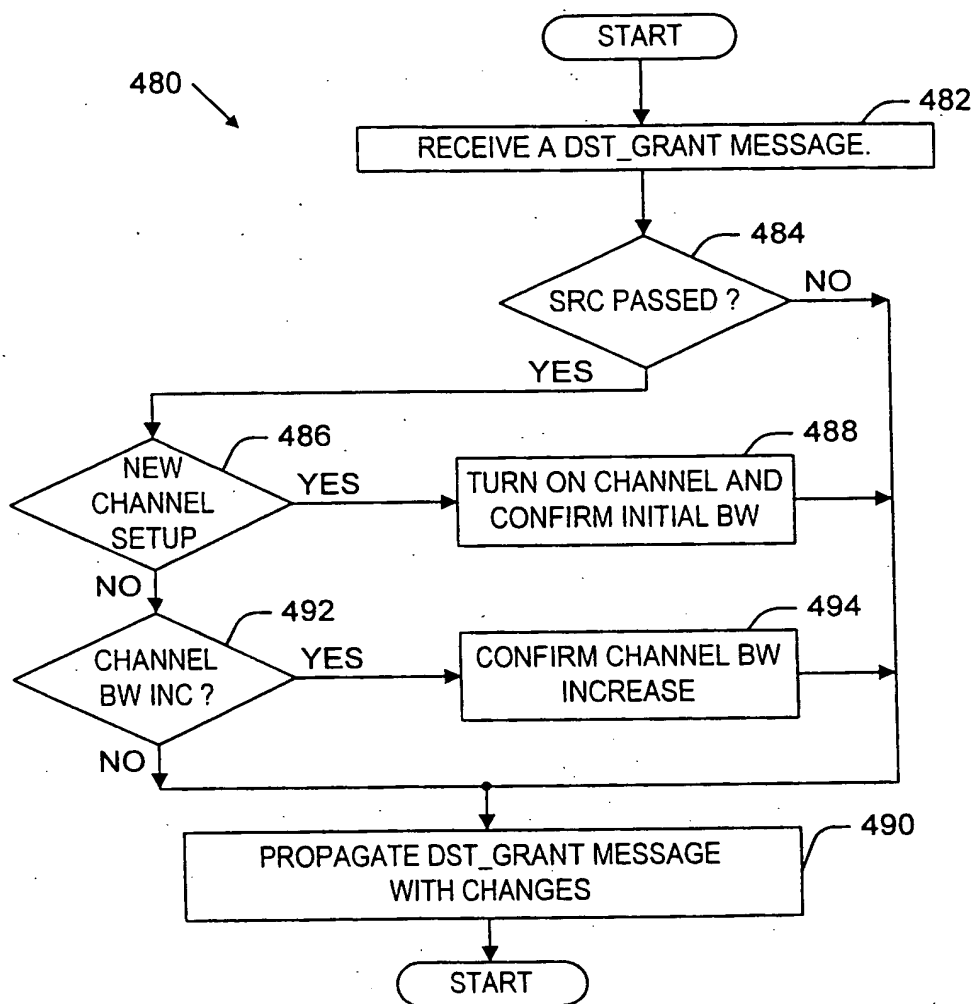 START
480
482
RECEIVE A DST_GRANT MESSAGE.
484
SRC PASSED ?
NO
YES
486
NEW
CHANNEL
SETUP
YES
488
TURN ON CHANNEL AND
CONFIRM INITIAL BW
NO
492
CHANNEL
BW INC ?
YES
494
CONFIRM CHANNEL BW
INCREASE
NO
490
PROPAGATE DST_GRANT MESSAGE
WITH CHANGES
START